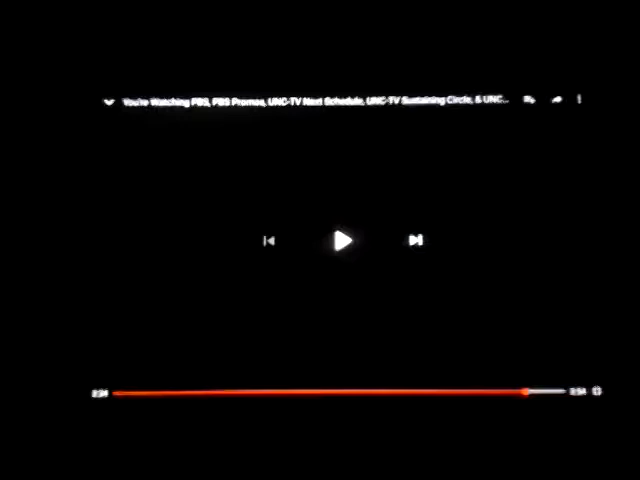 You're Watching PBS, PBS Promos, UNC-TV Next Schedule, UNC-TV Sustaining Circle, & UNC...